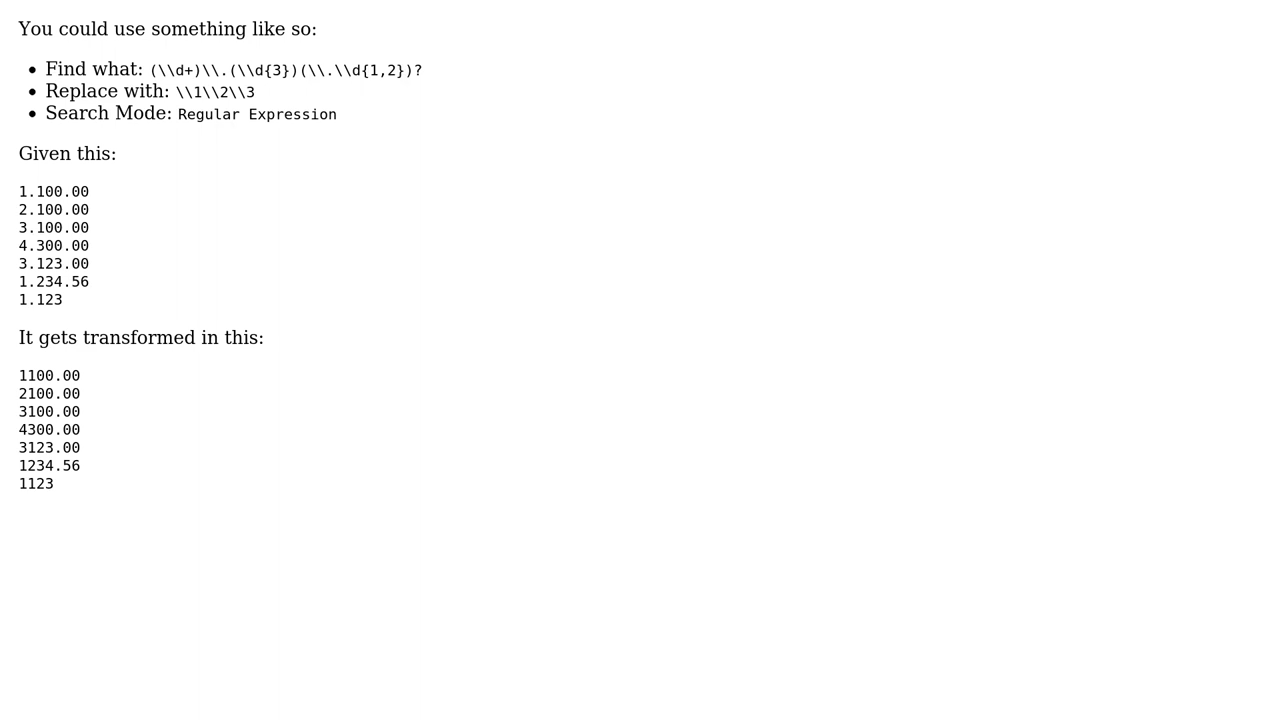 You could use something like so:
• Find what: (\\d+)\\.(\\d{3})(\\.\\d{1,2})?
• Replace with: \\1\\2\\3
• Search Mode: Regular Expression
Given this:
1.100.00
2.100.00
3.100.00
4.300.00
3.123.00
1.234.56
1.123
It gets transformed in this:
1100.00
2100.00
3100.00
4300.00
3123.00
1234.56
1123